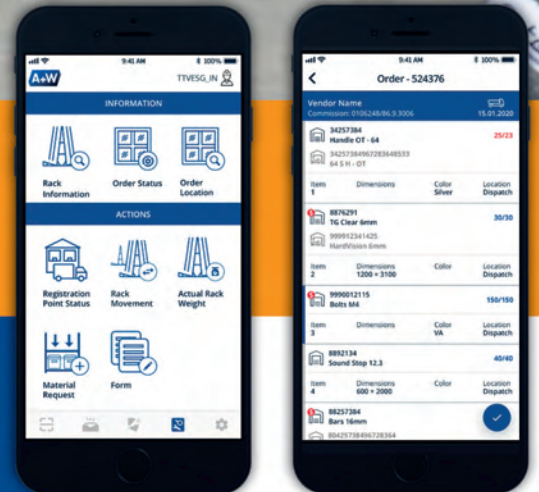 9:41 AM
100%
A+W
TTVESG_IN
INFORMATION
Rack Information
Order Status
Order Location
ACTIONS
Registration Point Status
Rack Movement
Actual Rack Weight
Material Request
Form
9:41 AM
100%
Order - 524376
Vendor Name
Commission: 0106248/86.9.3006
15.01.2020
34257384
Handle OT - 64
25/23
34257384967283648533
64 S H - OT
Item Dimensions Color Location
1 Silver Dispatch
5 8876291
TG Clear 6mm
30/30
999912341425
HardVision 6mm
Item Dimensions Color Location
2 1200 × 3100 Dispatch
5 9990012115
Bolts M4
150/150
Item Dimensions Color Location
3 VA Dispatch
8892134
Sound Stop 12.3
40/40
Item Dimensions Color Location
4 600 × 2000 Dispatch
5 88257384
Bars 16mm
80425738496728364